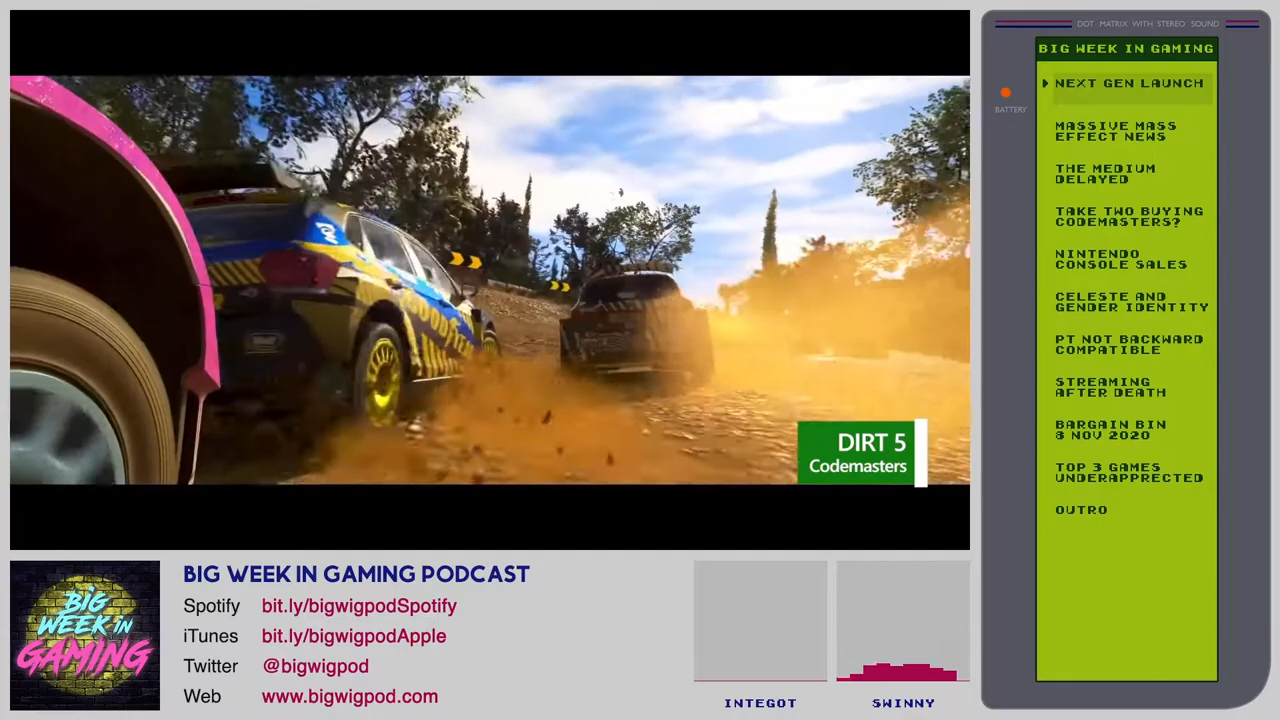 DOT MATRIX WITH STEREO SOUND
BIG WEEK IN GAMING
NEXT GEN LAUNCH
BATTERY
MASSIVE MASS
EFFECT NEWS
THE MEDIUM
DELAYED
TAKE TWO BUYING
CODEMASTERS?
NINTENDO
CONSOLE SALES
CELESTE AND
GENDER IDENTITY
PT NOT BACKWARD
COMPATIBLE
STREAMING
AFTER DEATH
BARGAIN BIN
8 NOV 2020
TOP 3 GAMES
UNDERAPPRECTED
OUTRO
GOODYEAR
DIRT 5
Codemasters
BIG WEEK IN GAMING
BIG WEEK IN GAMING PODCAST
Spotify bit.ly/bigwigpodSpotify
iTunes bit.ly/bigwigpodApple
Twitter @bigwigpod
Web www.bigwigpod.com
INTEGOT
SWINNY